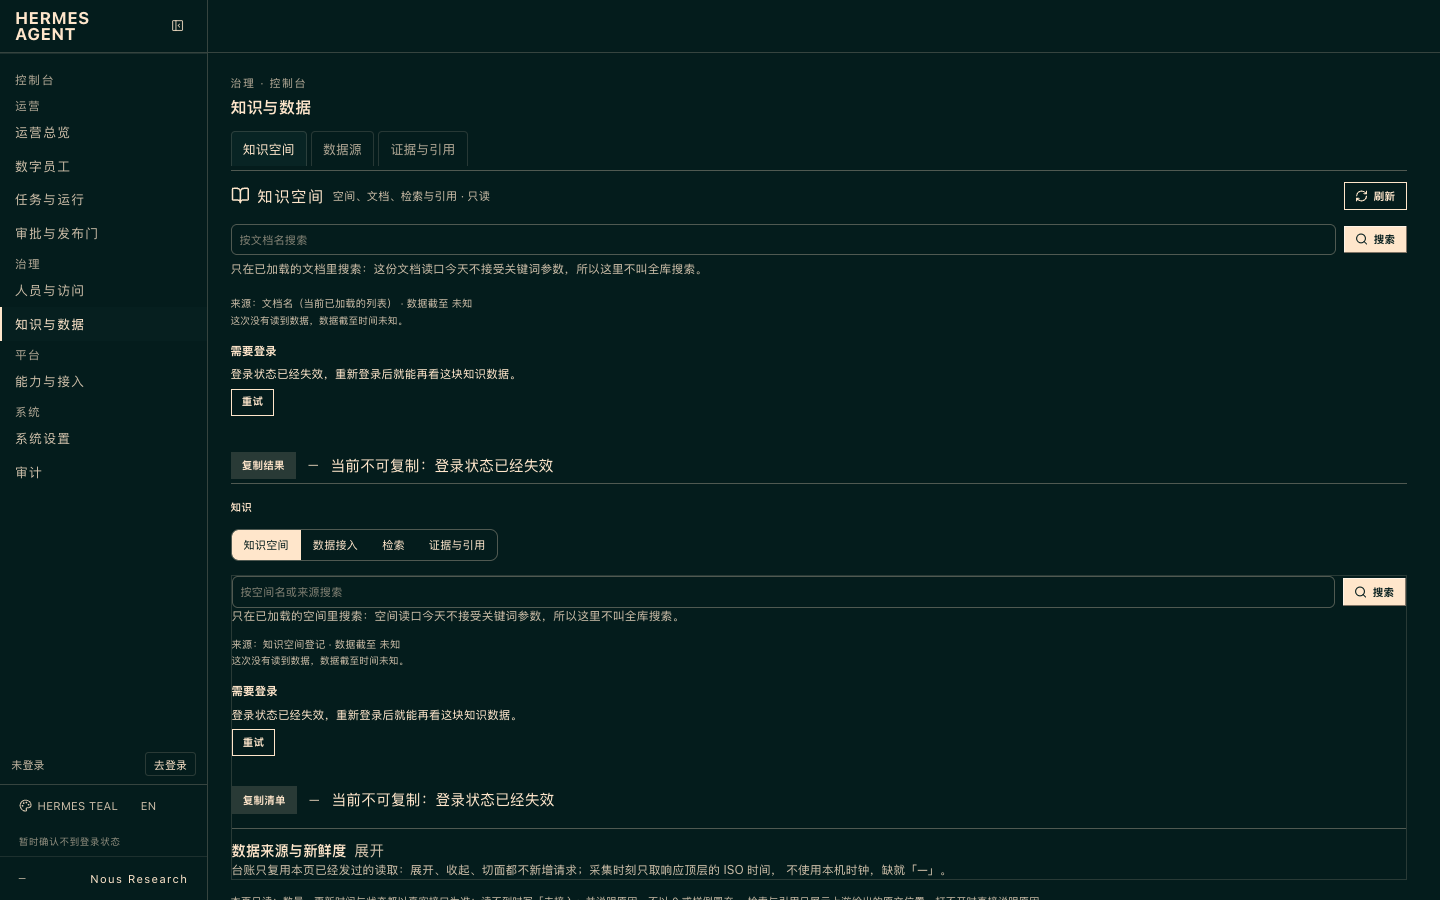 HERMES
AGENT
控制台
运营
运营总览
数字员工
任务与运行
审批与发布门
治理
人员与访问
知识与数据
平台
能力与接入
系统
系统设置
审计
未登录
去登录
HERMES TEAL
EN
暂时确认不到登录状态
—
Nous Research
治理 · 控制台
知识与数据
知识空间
数据源
证据与引用
知识空间 空间、文档、检索与引用 · 只读
刷新
按文档名搜索
搜索
只在已加载的文档里搜索：这份文档读口今天不接受关键词参数，所以这里不叫全库搜索。
来源：文档名（当前已加载的列表） · 数据截至 未知
这次没有读到数据，数据截至时间未知。
需要登录
登录状态已经失效，重新登录后就能再看这块知识数据。
重试
复制结果 — 当前不可复制：登录状态已经失效
知识
知识空间
数据接入
检索
证据与引用
按空间名或来源搜索
搜索
只在已加载的空间里搜索：空间读口今天不接受关键词参数，所以这里不叫全库搜索。
来源：知识空间登记 · 数据截至 未知
这次没有读到数据，数据截至时间未知。
需要登录
登录状态已经失效，重新登录后就能再看这块知识数据。
重试
复制清单 — 当前不可复制：登录状态已经失效
数据来源与新鲜度 展开
台账只复用本页已经发过的读取：展开、收起、切面都不新增请求；采集时刻只取响应顶层的 ISO 时间， 不使用本机时钟，缺就「—」。